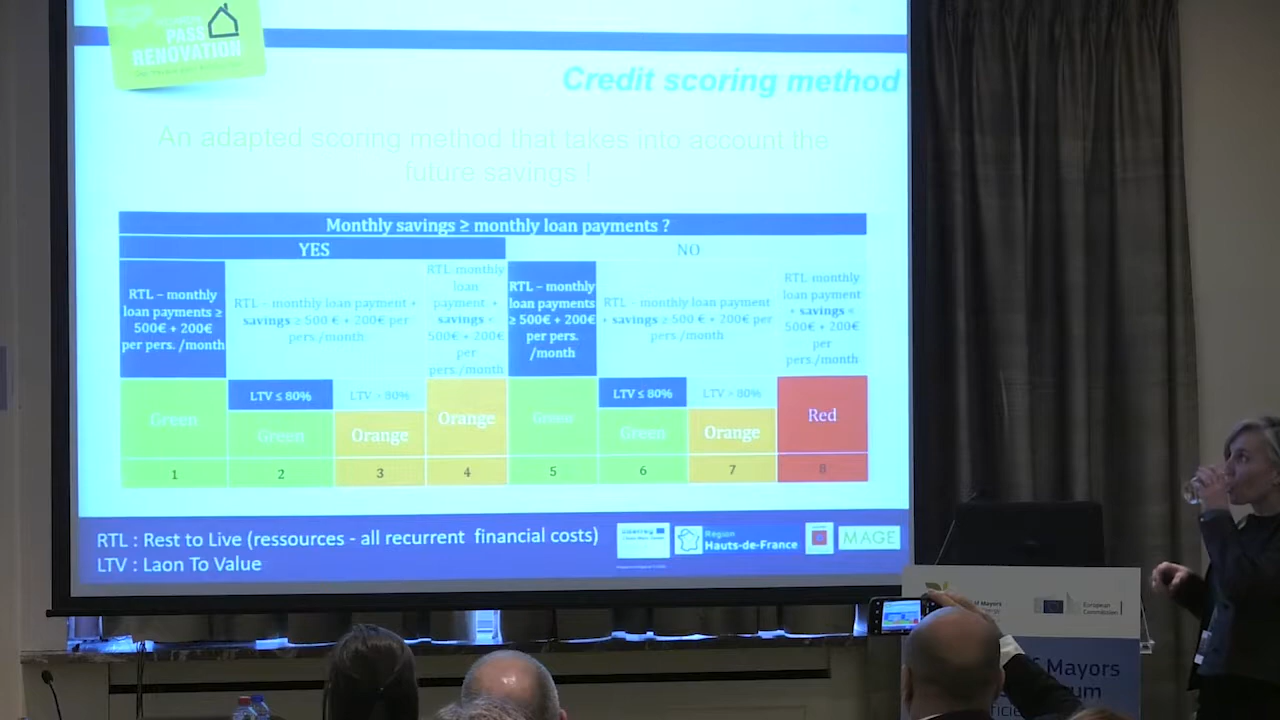 PASS
RENOVATION
Credit scoring method
An adapted scoring method that takes into account the
future savings !
Monthly savings ≥ monthly loan payments ?
YES
NO
RTL – monthly
loan payments ≥
500€ + 200€
per pers. /month
RTL – monthly loan payment +
savings ≥ 500 € + 200€ per
pers./month
RTL-monthly
loan
payment +
savings <
500€ + 200€
per
pers./month
RTL – monthly
loan payments
≥ 500€ + 200€
per pers.
/month
RTL – monthly loan payment
+ savings ≥ 500 € + 200€ per
pers./month
RTL-monthly
loan payment
+ savings <
500€ + 200€
per
pers./month
LTV ≤ 80%
LTV > 80%
LTV ≤ 80%
LTV > 80%
Green
Green
Orange
Orange
Green
Green
Orange
Red
1
2
3
4
5
6
7
8
RTL : Rest to Live (ressources - all recurrent financial costs)
LTV : Laon To Value
Interreg
Région
Hauts-de-France
MAGE
of Mayors
European
Commission
f Mayors